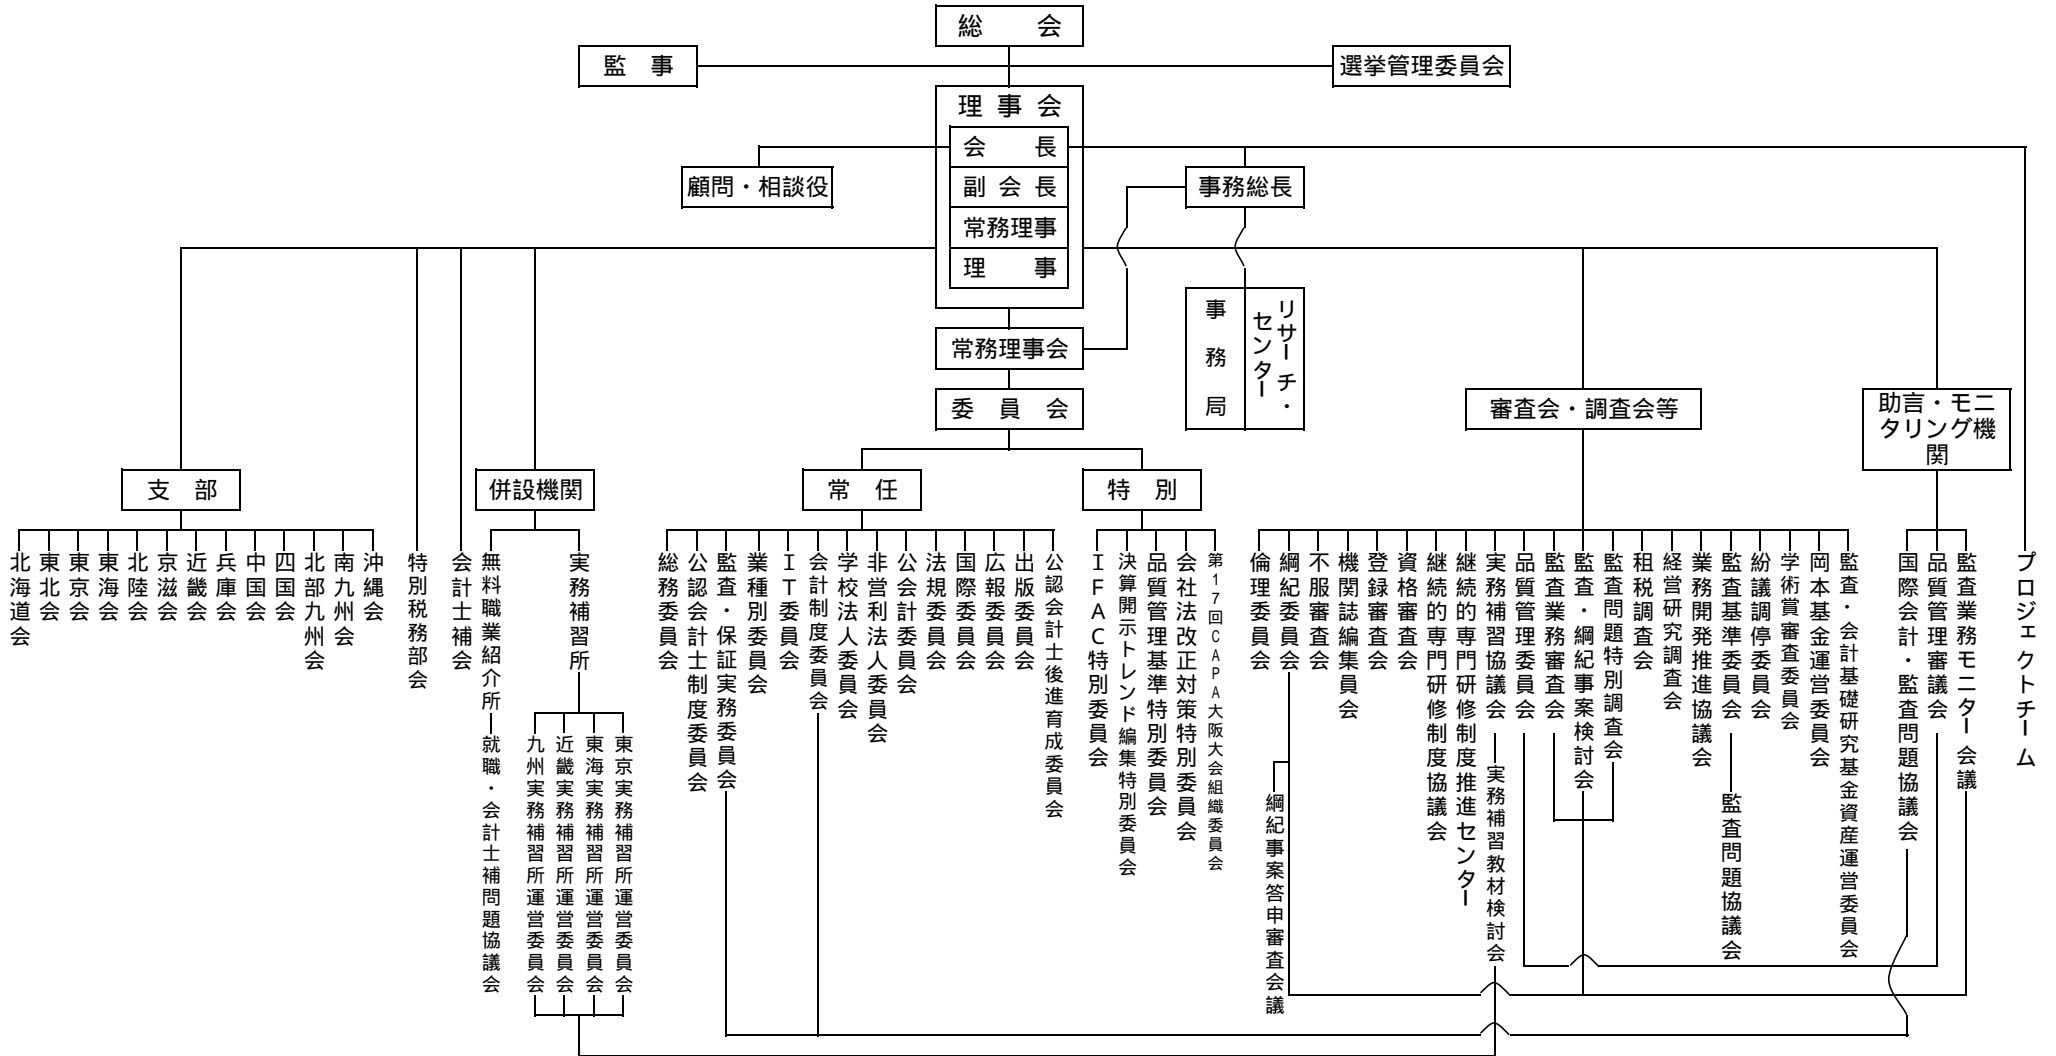 総　会
監　事
選挙管理委員会
理 事 会
会　長
副 会 長
常務理事
理　事
顧問・相談役
事務総長
常務理事会
委 員 会
事務局
リサーチ・
センター
審査会・調査会等
助言・モニ
タリング機
関
支　部
併設機関
常　任
特　別
北海道会
東北会
東京会
東海会
北陸会
京滋会
近畿会
兵庫会
中国会
四国会
北部九州会
南九州会
沖縄会
特別税務部会
会計士補会
無料職業紹介所
就職・会計士補問題協議会
実務補習所
九州実務補習所運営委員会
近畿実務補習所運営委員会
東海実務補習所運営委員会
東京実務補習所運営委員会
総務委員会
公認会計士制度委員会
監査・保証実務委員会
業種別委員会
ＩＴ委員会
会計制度委員会
学校法人委員会
非営利法人委員会
公会計委員会
法規委員会
国際委員会
広報委員会
出版委員会
公認会計士後進育成委員会
ＩＦＡＣ特別委員会
決算開示トレンド編集特別委員会
品質管理基準特別委員会
会社法改正対策特別委員会
第１７回ＣＡＰＡ大阪大会組織委員会
倫理委員会
綱紀委員会
綱紀事案答申審査会議
不服審査会
機関誌編集員会
登録審査会
資格審査会
継続的専門研修制度協議会
継続的専門研修制度推進センター
実務補習協議会
実務補習教材検討会
品質管理委員会
監査業務審査会
監査・綱紀事案検討会
監査問題特別調査会
租税調査会
経営研究調査会
業務開発推進協議会
監査基準委員会
監査問題協議会
紛議調停委員会
学術賞審査委員会
岡本基金運営委員会
監査・会計基礎研究基金資産運営委員会
国際会計・監査問題協議会
品質管理審議会
監査業務モニター会議
プロジェクトチーム